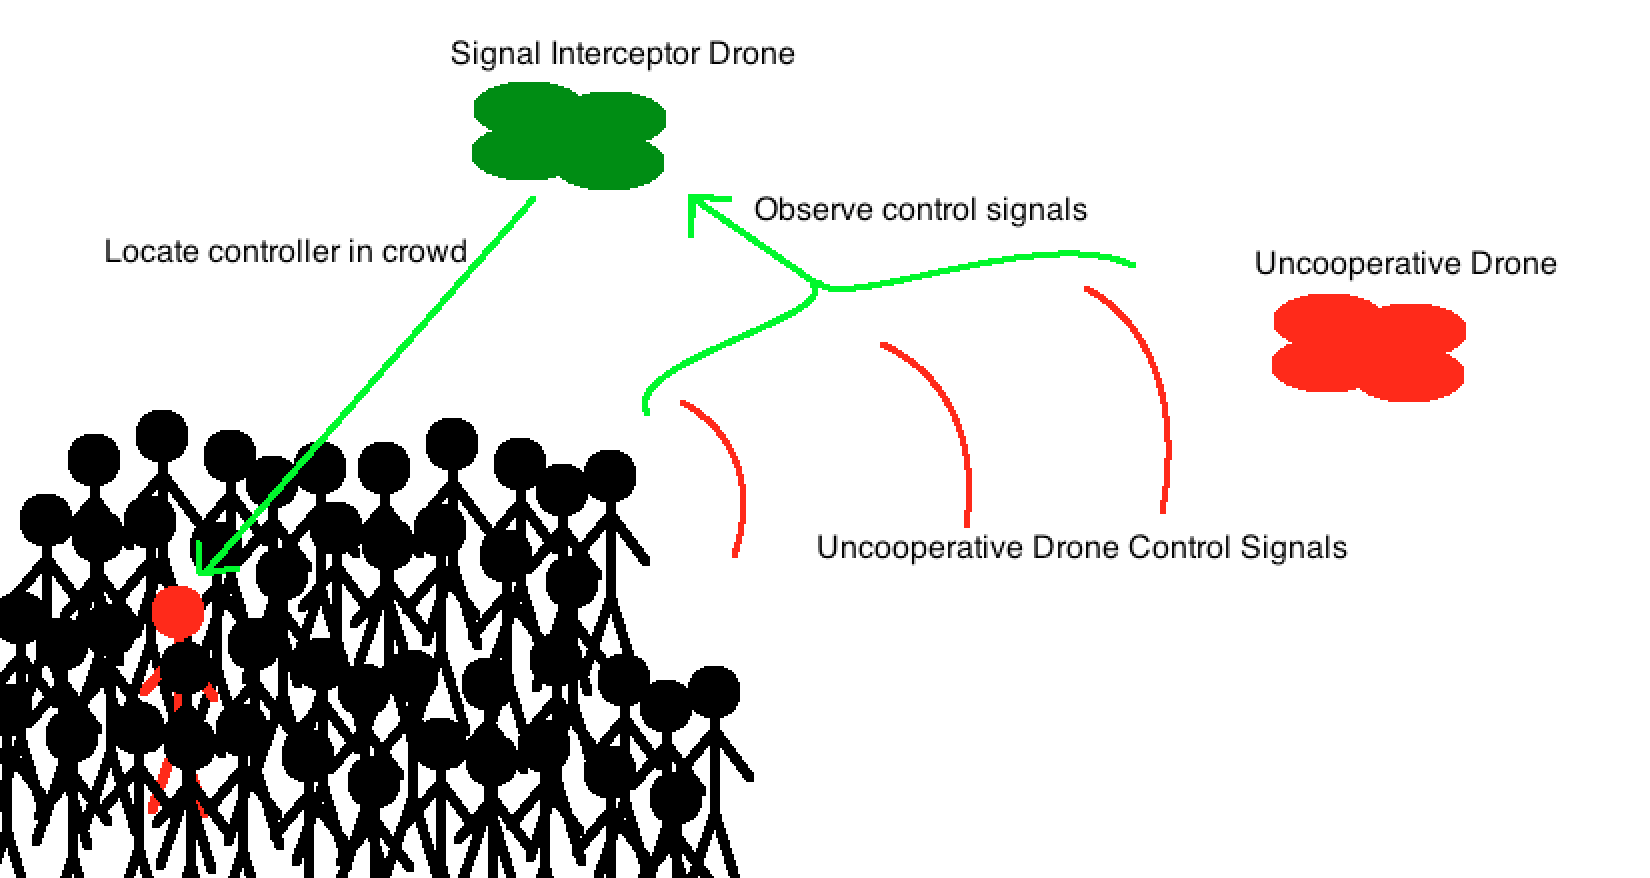 Signal Interceptor Drone
Observe control signals
Locate controller in crowd
Uncooperative Drone
Uncooperative Drone Control Signals